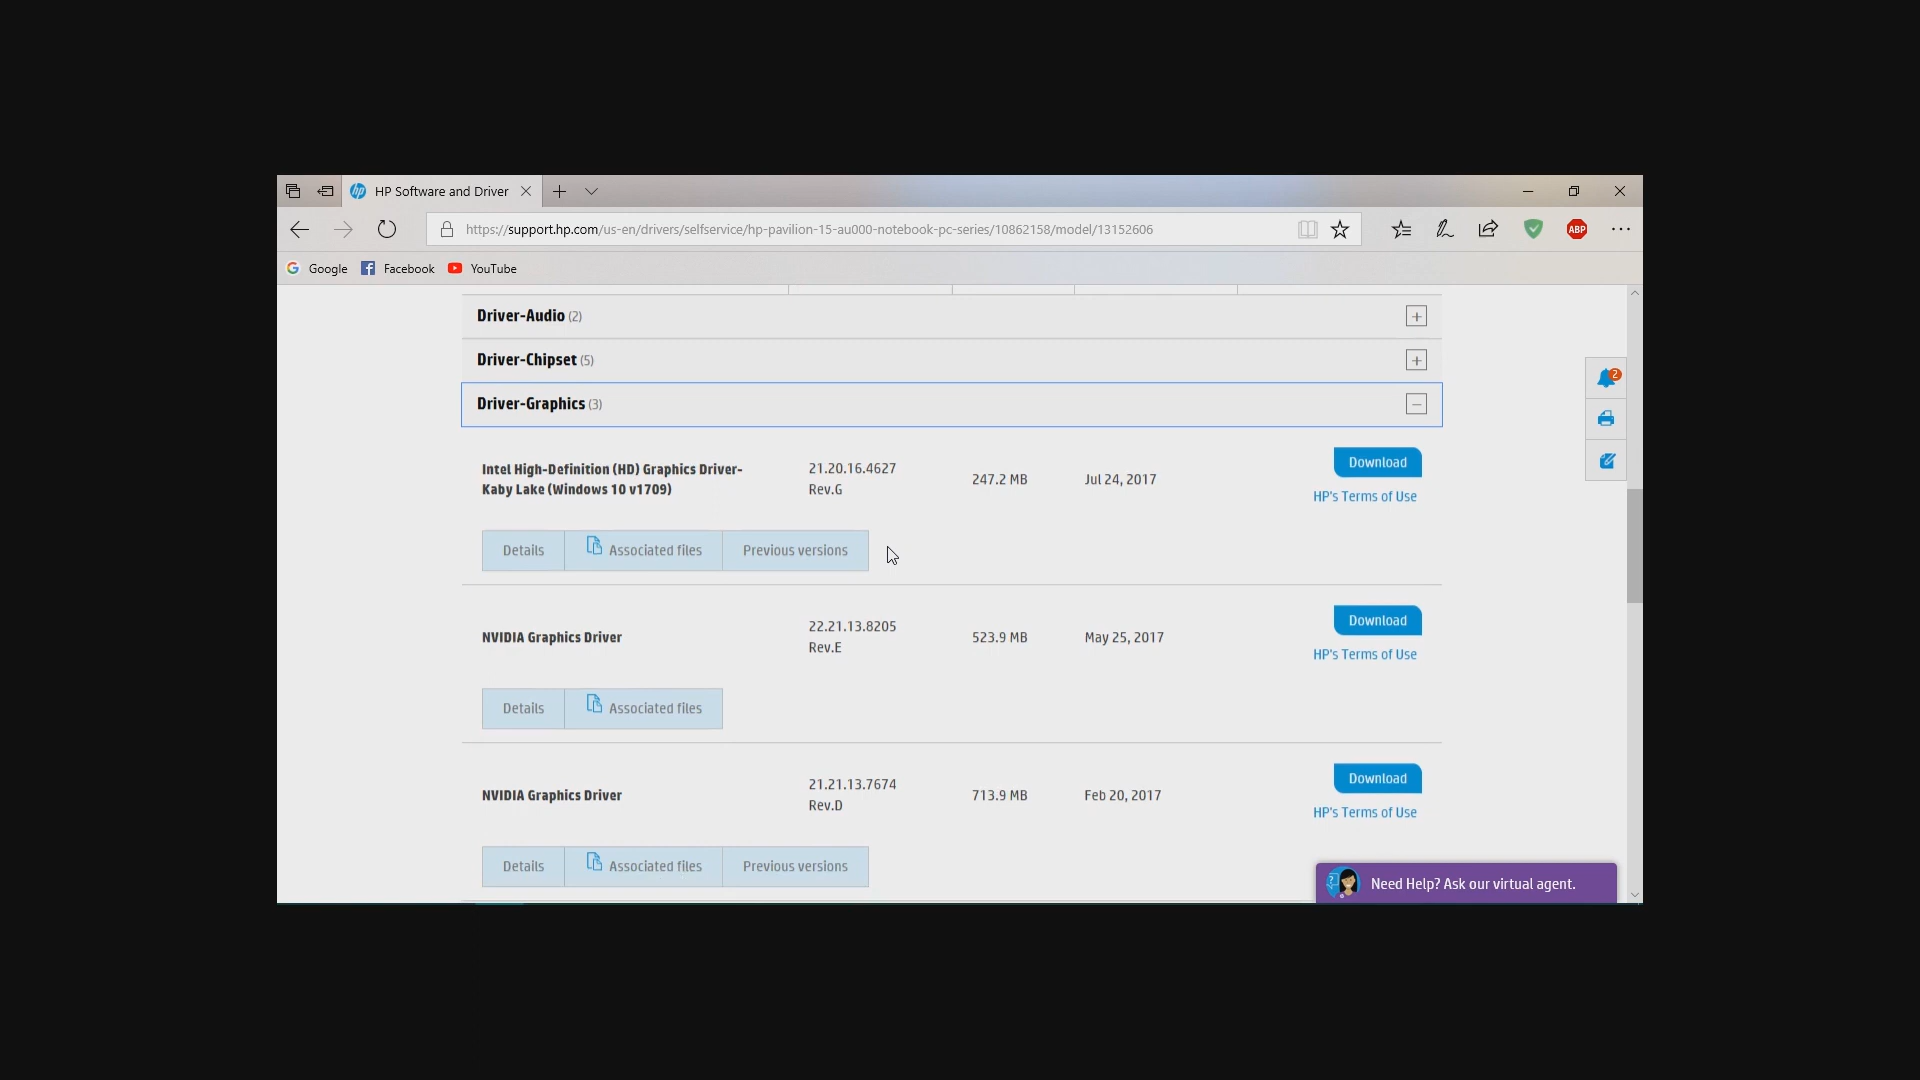 HP Software and Driver
https://support.hp.com/us-en/drivers/selfservice/hp-pavilion-15-au000-notebook-pc-series/10862158/model/13152606
ABP
Google Facebook YouTube
Driver-Audio (2)
Driver-Chipset (5)
Driver-Graphics (3)
2
Intel High-Definition (HD) Graphics Driver-
Kaby Lake (Windows 10 v1709)
21.20.16.4627
Rev.G
247.2 MB
Jul 24, 2017
Download
HP's Terms of Use
Details Associated files Previous versions
NVIDIA Graphics Driver
22.21.13.8205
Rev.E
523.9 MB
May 25, 2017
Download
HP's Terms of Use
Details Associated files
NVIDIA Graphics Driver
21.21.13.7674
Rev.D
713.9 MB
Feb 20, 2017
Download
HP's Terms of Use
Details Associated files Previous versions
Need Help? Ask our virtual agent.